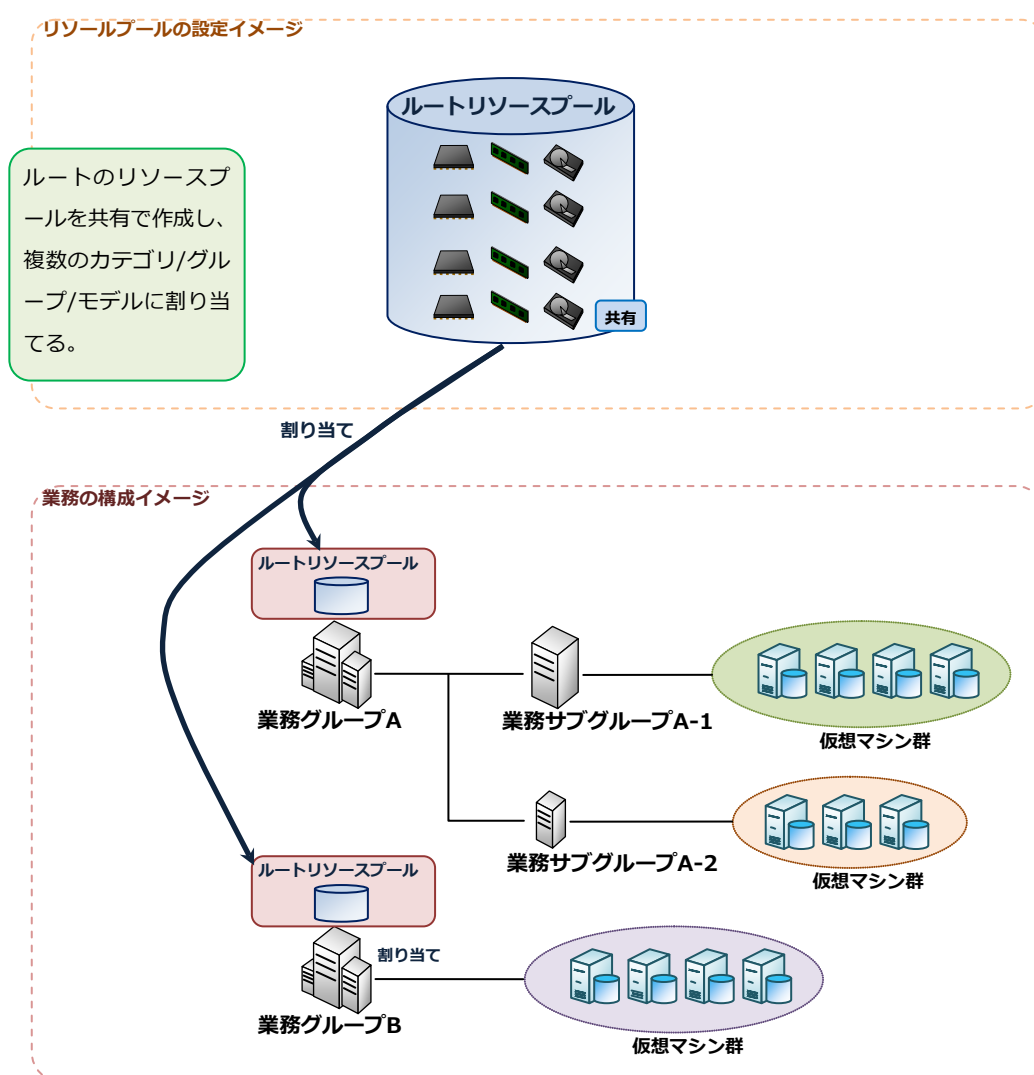 リソールプールの設定イメージ
ルートリソースプール
ルートのリソースプ
ールを共有で作成し、
複数のカテゴリ/グル
ープ/モデルに割り当
てる。
共有
割り当て
業務の構成イメージ
ルートリソースプール
業務グループA
業務サブグループA-1
仮想マシン群
業務サブグループA-2
仮想マシン群
ルートリソースプール
割り当て
業務グループB
仮想マシン群